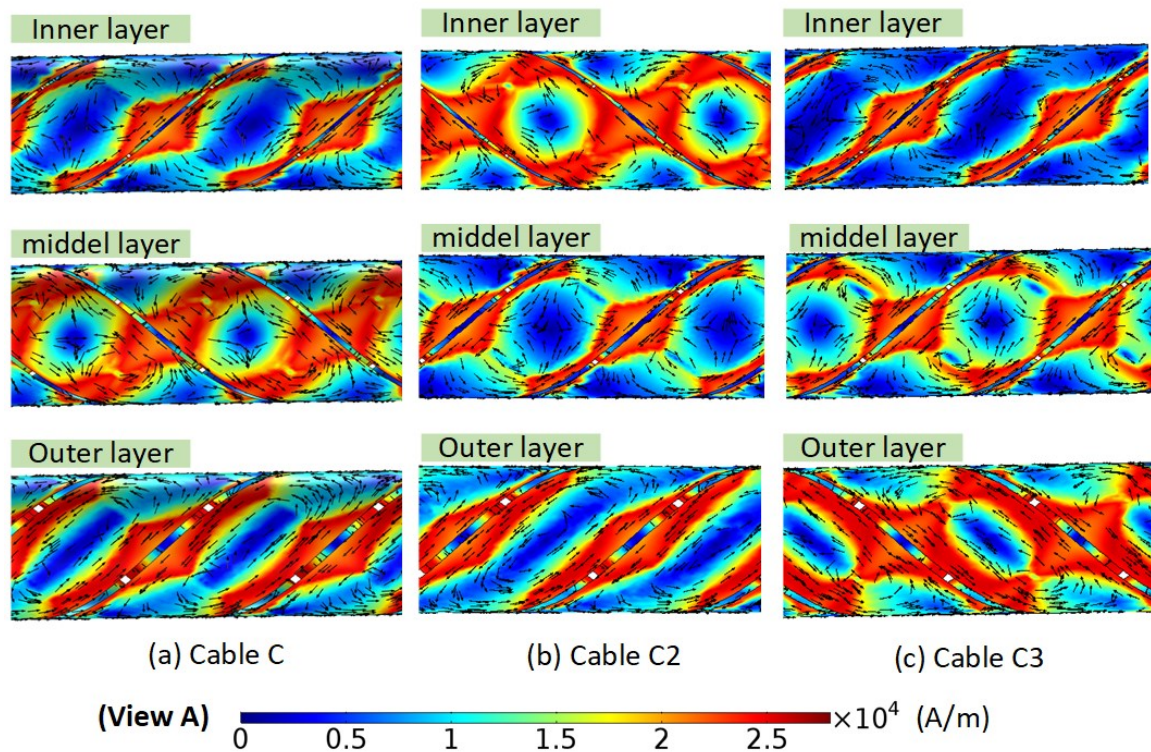 Inner layer Inner layer Inner layer
middel layer middel layer middel layer
Outer layer Outer layer Outer layer
(a) Cable C (b) Cable C2 (c) Cable C3
(View A) ×10⁴ (A/m)
0 0.5 1 1.5 2 2.5